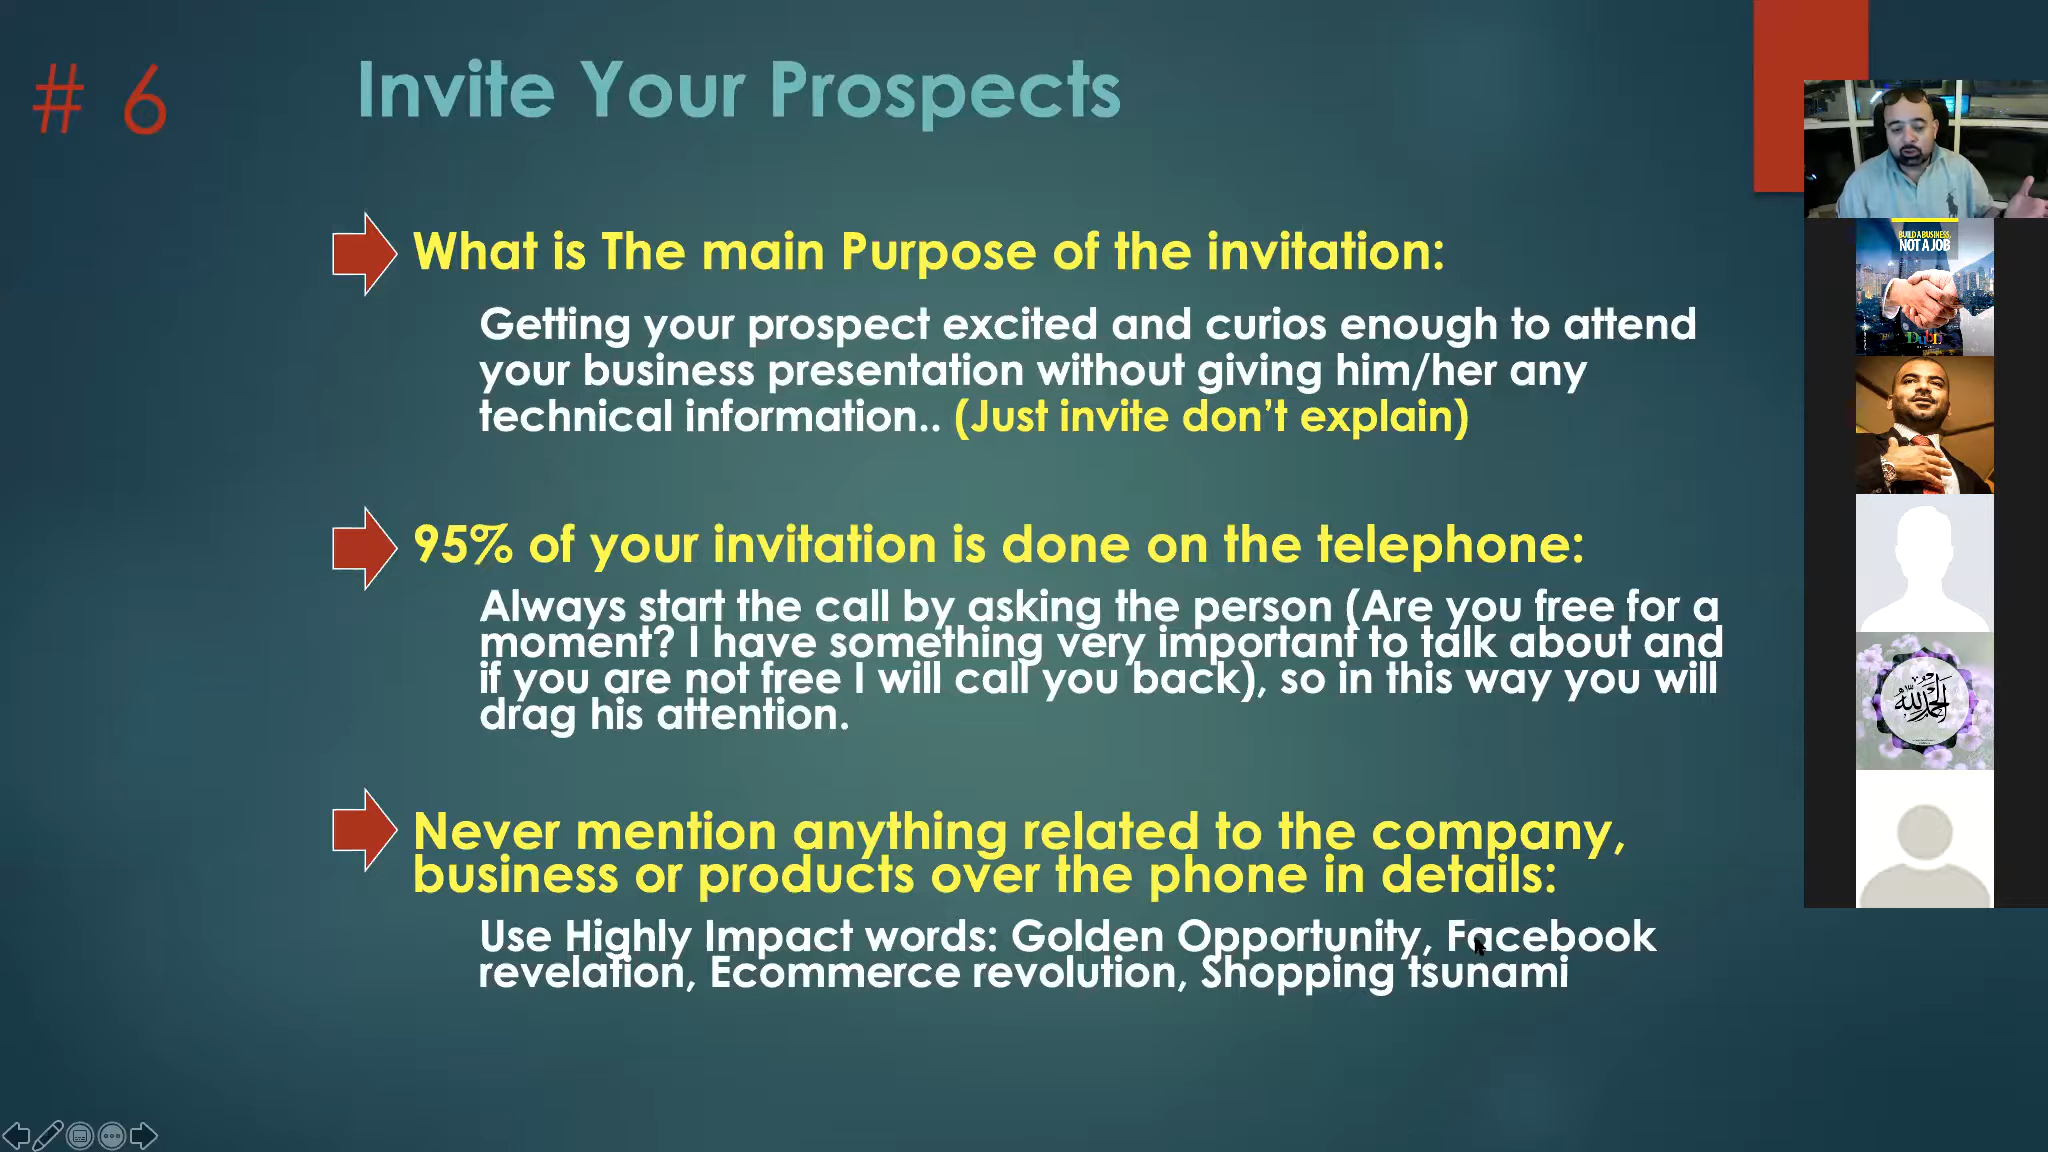 # 6
Invite Your Prospects
What is The main Purpose of the invitation:
Getting your prospect excited and curios enough to attend
your business presentation without giving him/her any
technical information.. (Just invite don’t explain)
95% of your invitation is done on the telephone:
Always start the call by asking the person (Are you free for a
moment? I have something very important to talk about and
if you are not free I will call you back), so in this way you will
drag his attention.
Never mention anything related to the company,
business or products over the phone in details:
Use Highly Impact words: Golden Opportunity, Facebook
revelation, Ecommerce revolution, Shopping tsunami
BUILD A BUSINESS,
NOT A JOB
DubLi
الحمد لله